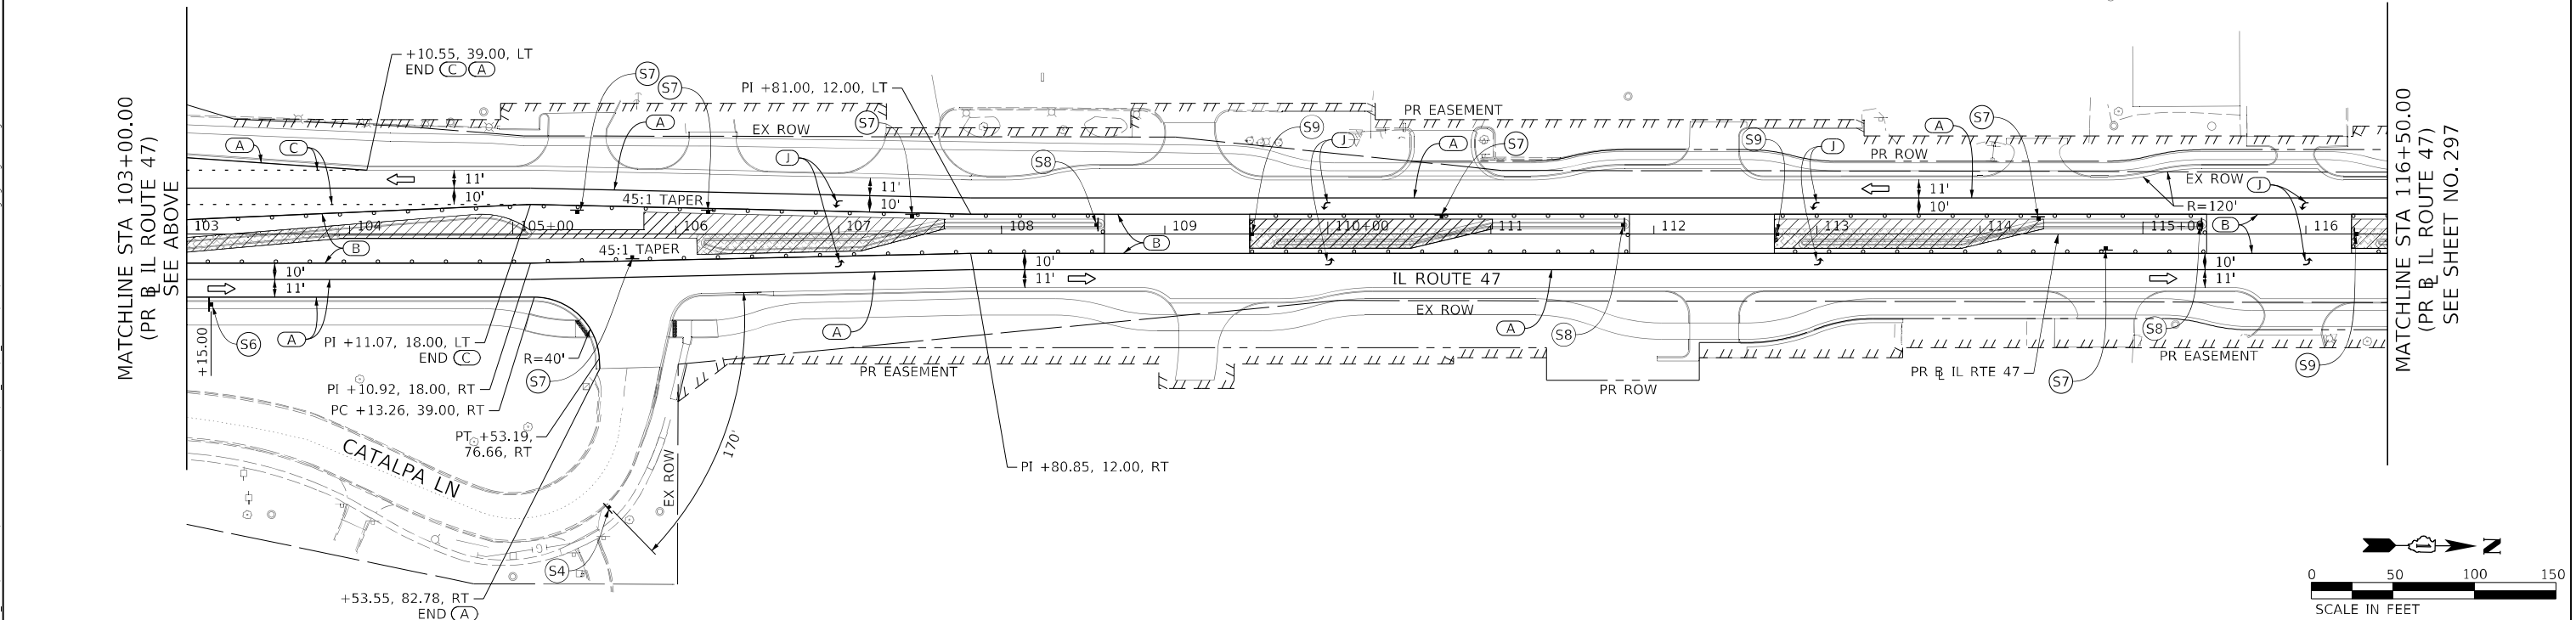 MATCHLINE STA 103+00.00
(PR ℄ IL ROUTE 47)
SEE ABOVE
+10.55, 39.00, LT
END C A
S7
S7
PI +81.00, 12.00, LT
S7
EX ROW
A
A
C
J
11'
10'
45:1 TAPER
11'
10'
S8
S9
J
PR EASEMENT
A
S7
S9
J
A
S7
PR ROW
EX ROW
J
11'
10'
R=120'
103
104
105+00
106
107
108
109
110+00
111
112
113
114
115+00
116
B
45:1 TAPER
B
B
10'
11'
10'
11'
IL ROUTE 47
10'
11'
+15.00
S6
A
PI +11.07, 18.00, LT
END C
R=40'
S7
PI +10.92, 18.00, RT
PC +13.26, 39.00, RT
PT +53.19,
76.66, RT
A
EX ROW
A
S8
PR EASEMENT
PR ROW
PR ℄ IL RTE 47
S7
S8
PR EASEMENT
S9
CATALPA LN
EX ROW
170'
PI +80.85, 12.00, RT
S4
+53.55, 82.78, RT
END A
MATCHLINE STA 116+50.00
(PR ℄ IL ROUTE 47)
SEE SHEET NO. 297
N
0 50 100 150
SCALE IN FEET